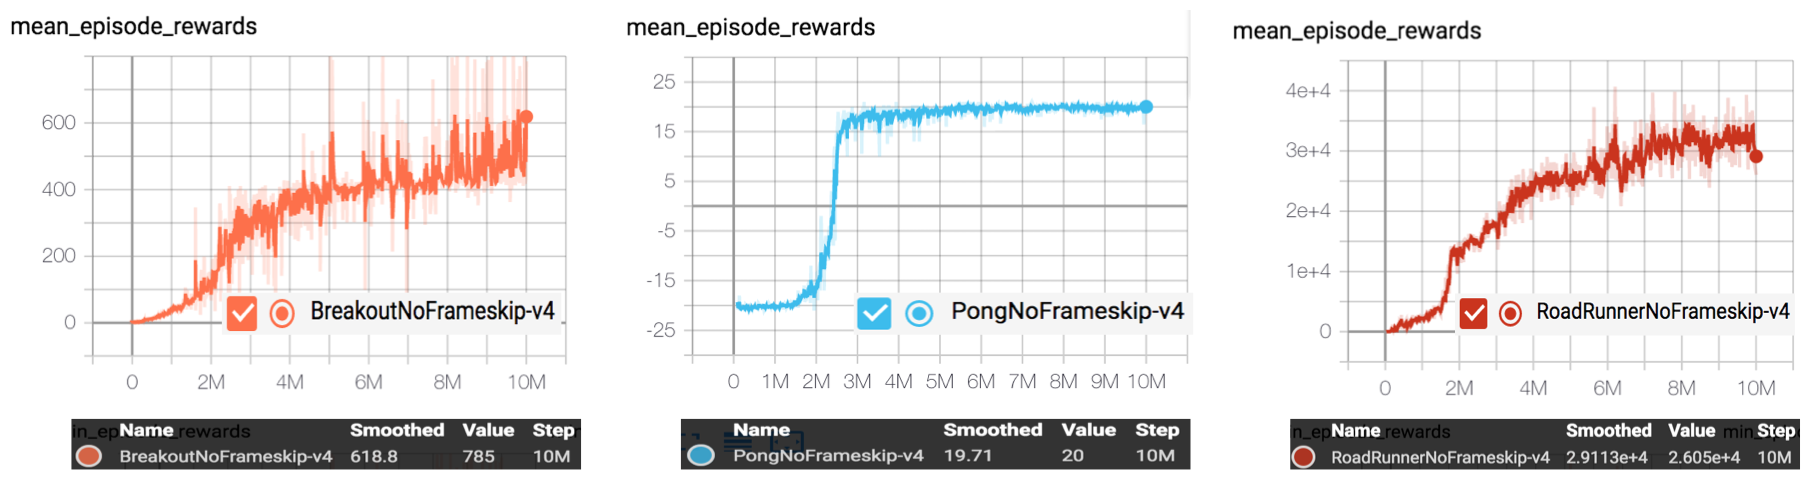 mean_episode_rewards
600
400
200
0
BreakoutNoFrameskip-v4
0 2M 4M 6M 8M 10M
in_ep de_rewards
Name Smoothed Value Step
BreakoutNoFrameskip-v4 618.8 785 10M
mean_episode_rewards
25
15
5
-5
-15
-25
PongNoFrameskip-v4
0 1M 2M 3M 4M 5M 6M 7M 8M 9M 10M
Name Smoothed Value Step
PongNoFrameskip-v4 19.71 20 10M
mean_episode_rewards
4e+4
3e+4
2e+4
1e+4
0
RoadRunnerNoFrameskip-v4
0 2M 4M 6M 8M 10M
Name Smoothed Value Step
RoadRunnerNoFrameskip-v4 2.9113e+4 2.605e+4 10M